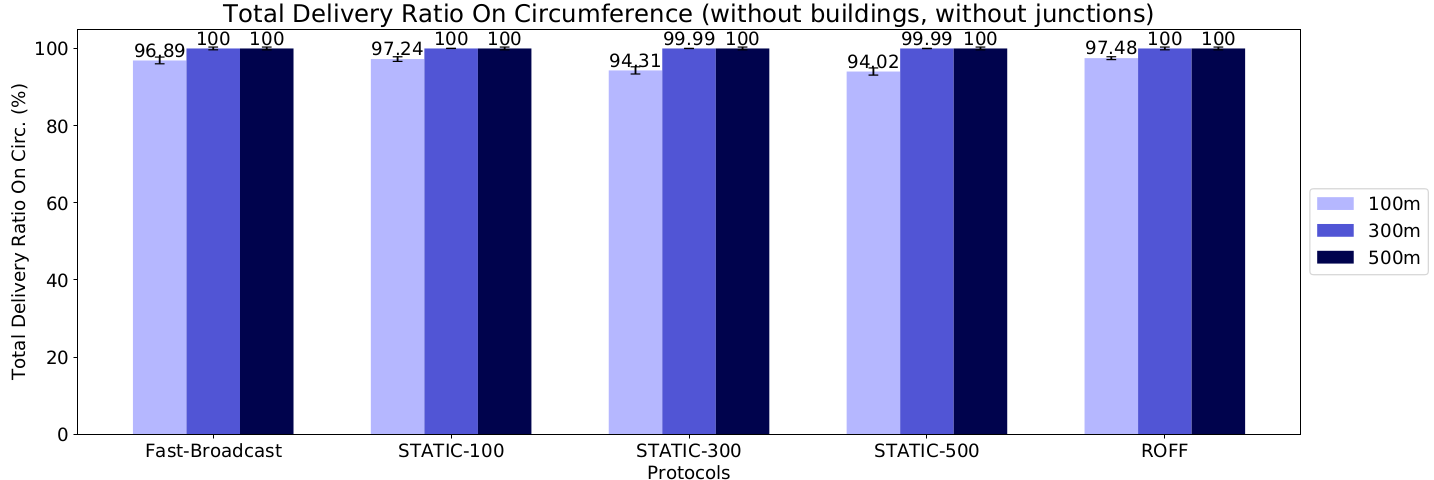 Total Delivery Ratio On Circumference (without buildings, without junctions)
Total Delivery Ratio On Circ. (%)
100
80
60
40
20
0
96.89 100 100
97.24 100 100
94.31 99.99 100
94.02 99.99 100
97.48 100 100
Fast-Broadcast STATIC-100 STATIC-300 STATIC-500 ROFF
Protocols
100m
300m
500m